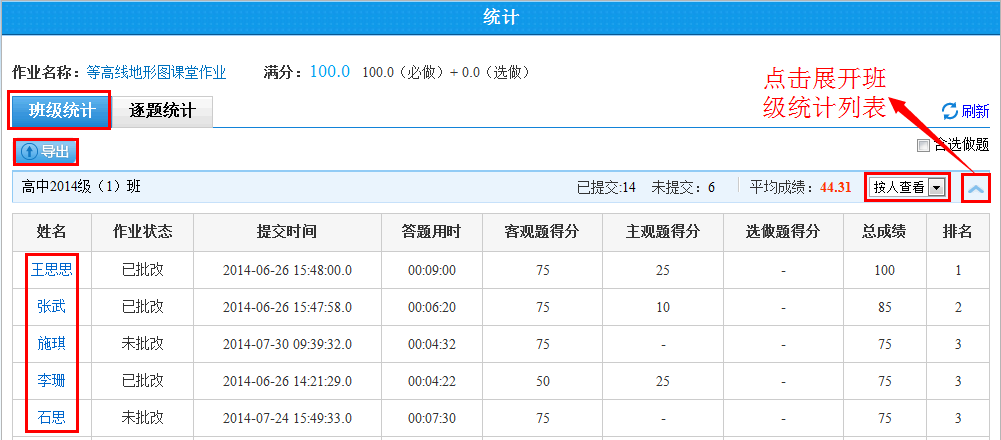 统计
作业名称：等高线地形图课堂作业 满分：100.0 100.0（必做）+ 0.0（选做）
点击展开班
级统计列表
班级统计 逐题统计 刷新
导出 含选做题
高中2014级（1）班 已提交:14 未提交：6 平均成绩：44.31 按人查看
姓名 作业状态 提交时间 答题用时 客观题得分 主观题得分 选做题得分 总成绩 排名
王思思 已批改 2014-06-26 15:48:00.0 00:09:00 75 25 - 100 1
张武 已批改 2014-06-26 15:47:58.0 00:06:20 75 10 - 85 2
施琪 未批改 2014-07-30 09:39:32.0 00:04:32 75 - - 75 3
李珊 已批改 2014-06-26 14:21:29.0 00:04:22 50 25 - 75 3
石思 未批改 2014-07-24 15:49:33.0 00:07:30 75 - - 75 3